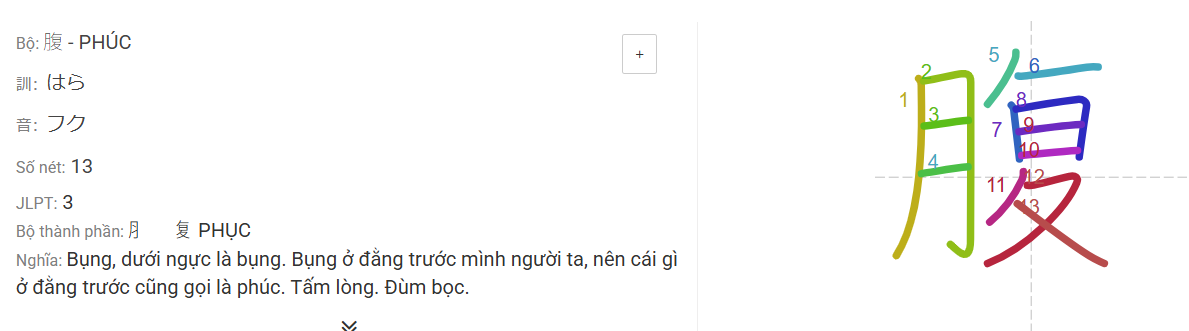 Bộ: 腹 - PHÚC
+
訓: はら
音: フク
Số nét: 13
JLPT: 3
Bộ thành phần: ⺼ 复 PHỤC
Nghĩa: Bụng, dưới ngực là bụng. Bụng ở đằng trước mình người ta, nên cái gì
ở đằng trước cũng gọi là phúc. Tấm lòng. Đùm bọc.
腹
1
2
3
4
5
6
7
8
9
10
11
12
13